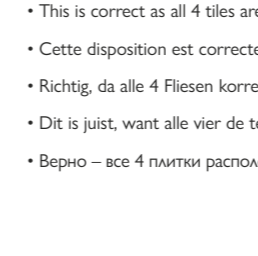 • This is correct as all 4 tiles are
• Cette disposition est correcte
• Richtig, da alle 4 Fliesen
• Dit is juist, want alle vier de
• Верно – все 4 плитки